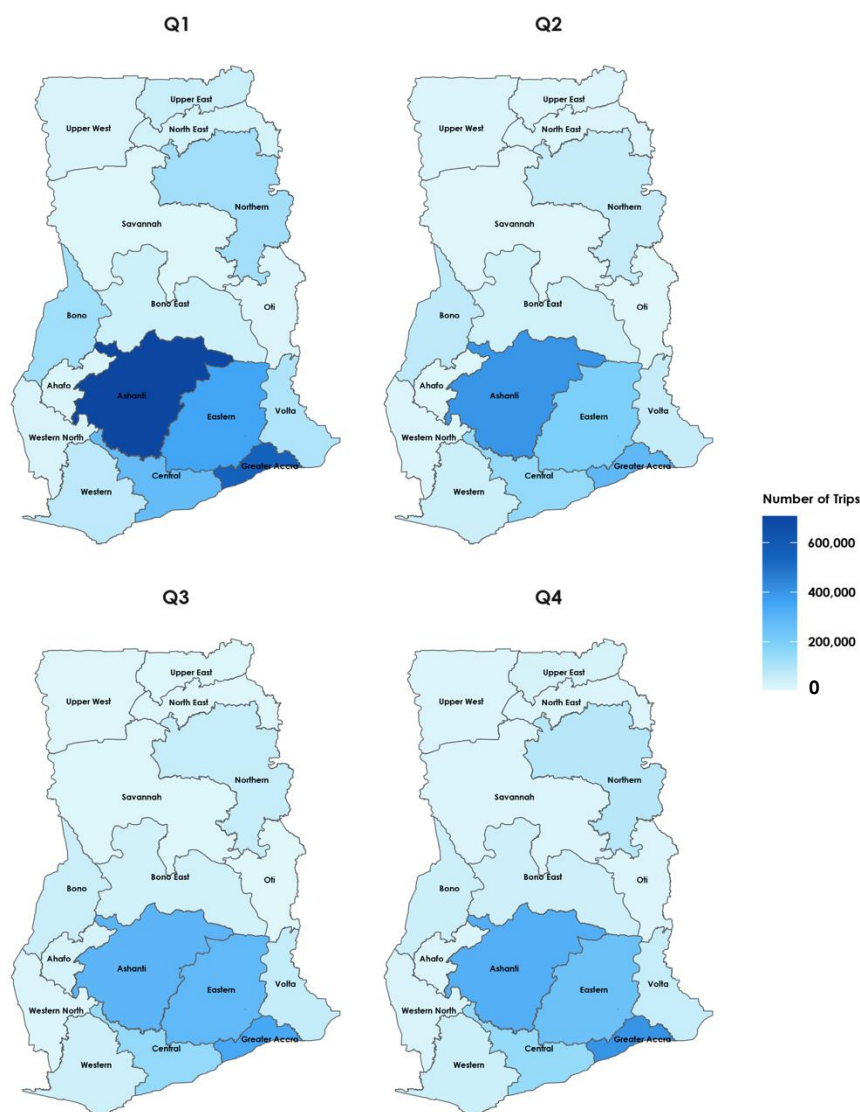 Q1
Q2
Upper East
Upper West
North East
Northern
Savannah
Bono East
Oti
Bono
Ahafo
Ashanti
Eastern
Volta
Western North
Central
Greater Accra
Western
Upper East
Upper West
North East
Northern
Savannah
Bono East
Oti
Bono
Ahafo
Ashanti
Eastern
Volta
Western North
Central
Greater Accra
Western
Number of Trips
600,000
400,000
200,000
0
Q3
Q4
Upper East
Upper West
North East
Northern
Savannah
Bono East
Oti
Bono
Ahafo
Ashanti
Eastern
Volta
Western North
Central
Greater Accra
Western
Upper East
Upper West
North East
Northern
Savannah
Bono East
Oti
Bono
Ahafo
Ashanti
Eastern
Volta
Western North
Central
Greater Accra
Western